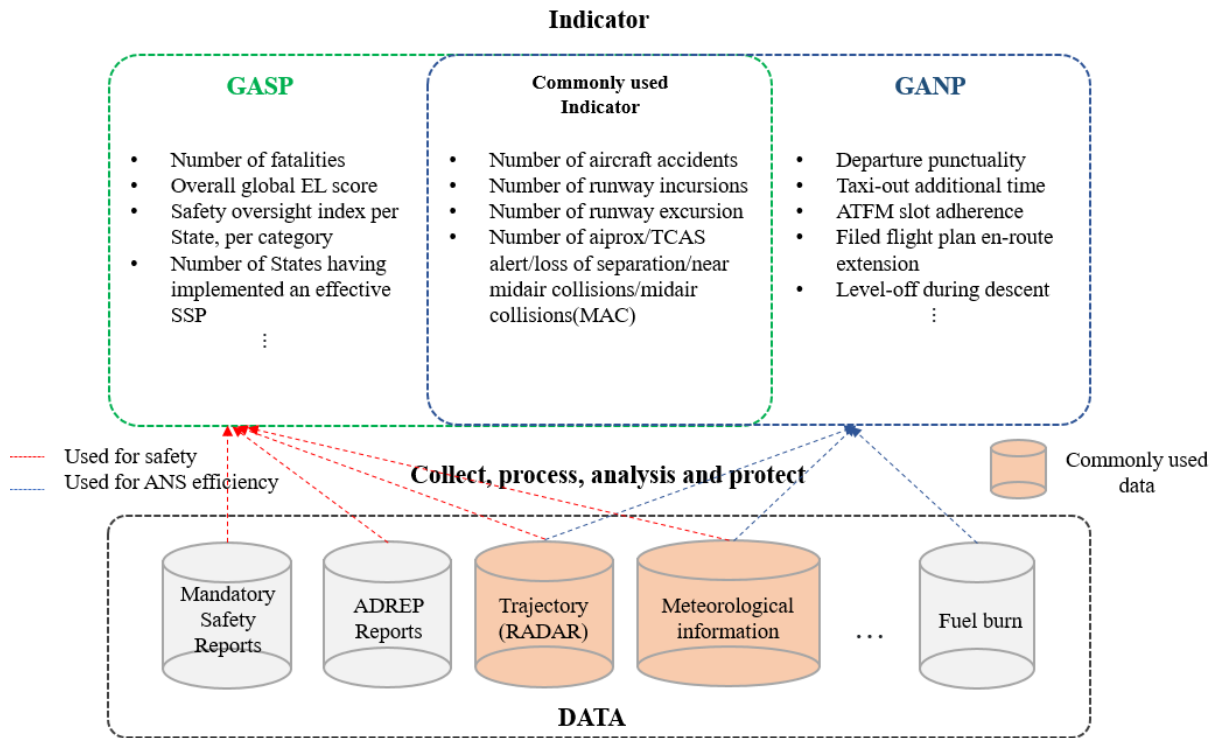 Indicator
GASP
• Number of fatalities
• Overall global EL score
• Safety oversight index per
State, per category
• Number of States having
implemented an effective
SSP
⋮
Commonly used
Indicator
• Number of aircraft accidents
• Number of runway incursions
• Number of runway excursion
• Number of aiprox/TCAS
alert/loss of separation/near
midair collisions/midair
collisions(MAC)
GANP
• Departure punctuality
• Taxi-out additional time
• ATFM slot adherence
• Filed flight plan en-route
extension
• Level-off during descent
⋮
Used for safety
Used for ANS efficiency
Collect, process, analysis and protect
Commonly used
data
Mandatory
Safety
Reports
ADREP
Reports
Trajectory
(RADAR)
Meteorological
information
…
Fuel burn
DATA